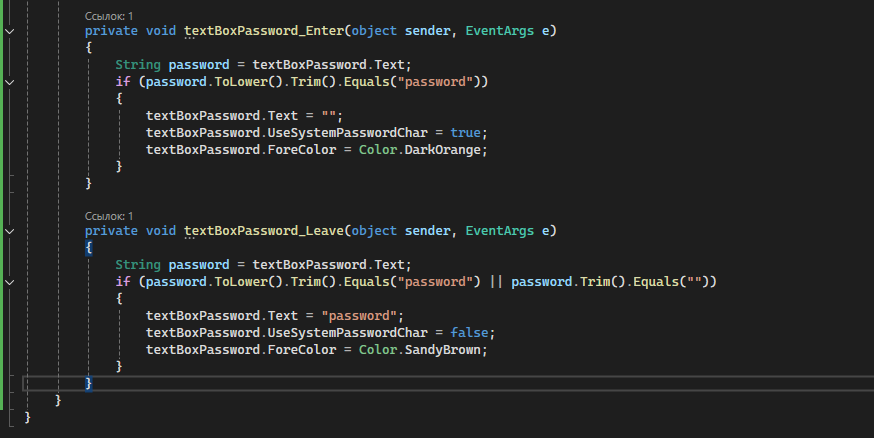 Ссылок: 1
private void textBoxPassword_Enter(object sender, EventArgs e)
{
String password = textBoxPassword.Text;
if (password.ToLower().Trim().Equals("password"))
{
textBoxPassword.Text = "";
textBoxPassword.UseSystemPasswordChar = true;
textBoxPassword.ForeColor = Color.DarkOrange;
}
}
Ссылок: 1
private void textBoxPassword_Leave(object sender, EventArgs e)
{
String password = textBoxPassword.Text;
if (password.ToLower().Trim().Equals("password") || password.Trim().Equals(""))
{
textBoxPassword.Text = "password";
textBoxPassword.UseSystemPasswordChar = false;
textBoxPassword.ForeColor = Color.SandyBrown;
}
}
}
}